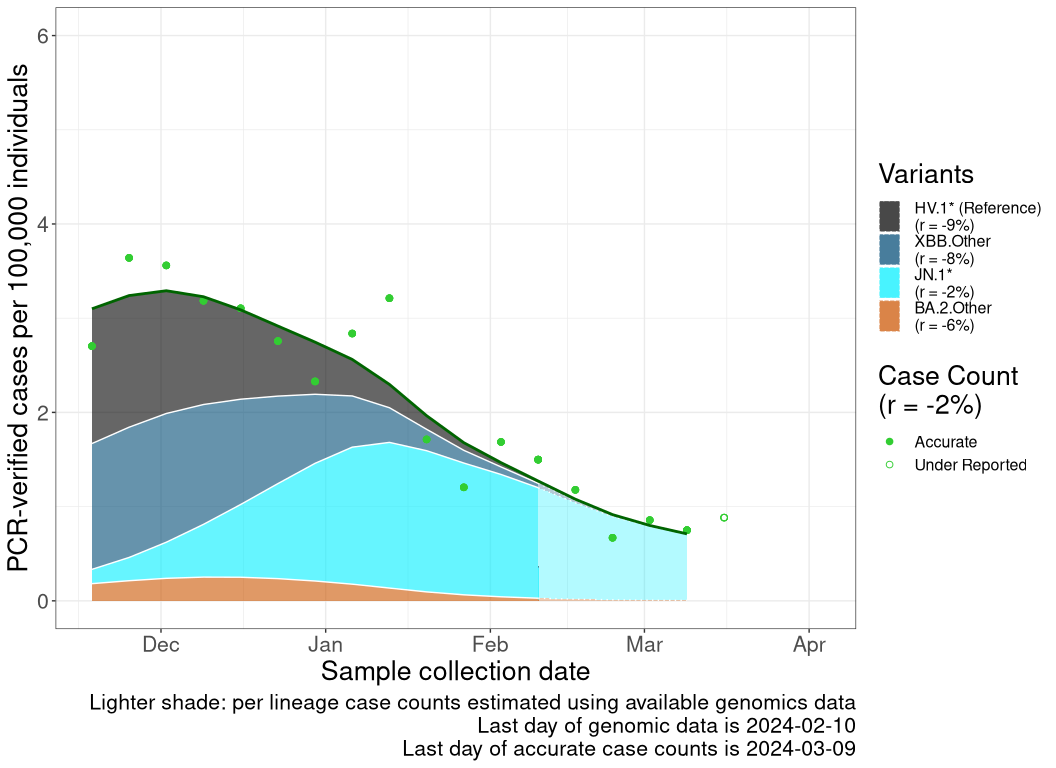 6
4
2
0
PCR-verified cases per 100,000 individuals
Dec
Jan
Feb
Mar
Apr
Sample collection date
Lighter shade: per lineage case counts estimated using available genomics data
Last day of genomic data is 2024-02-10
Last day of accurate case counts is 2024-03-09
Variants
HV.1* (Reference)
(r = -9%)
XBB.Other
(r = -8%)
JN.1*
(r = -2%)
BA.2.Other
(r = -6%)
Case Count
(r = -2%)
Accurate
Under Reported